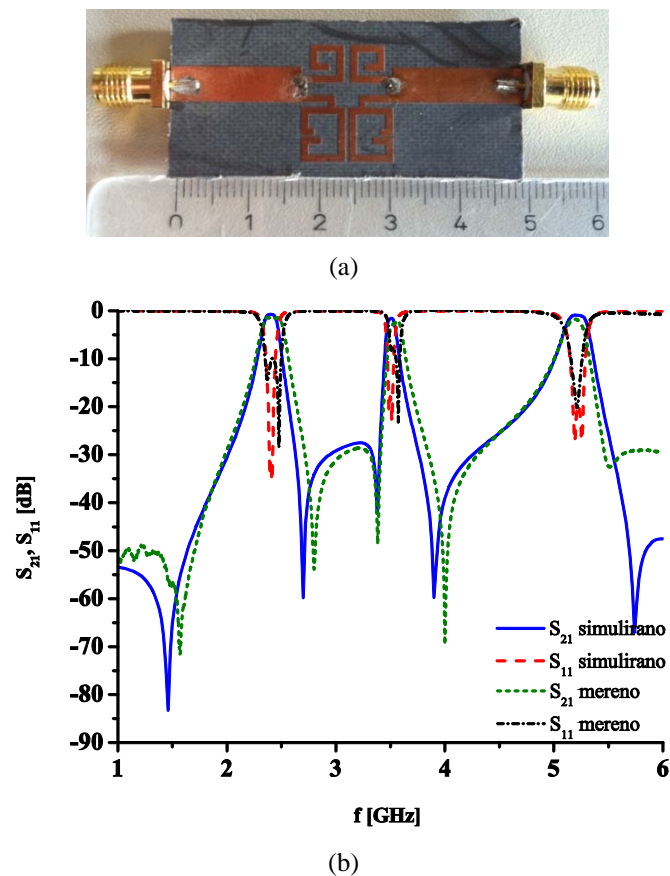 0 1 2 3 4 5 6
(a)
0
-10
-20
-30
-40
-50
-60
-70
-80
-90
S21, S11 [dB]
S21 simulirano
S11 simulirano
S21 mereno
S11 mereno
1 2 3 4 5 6
f [GHz]
(b)